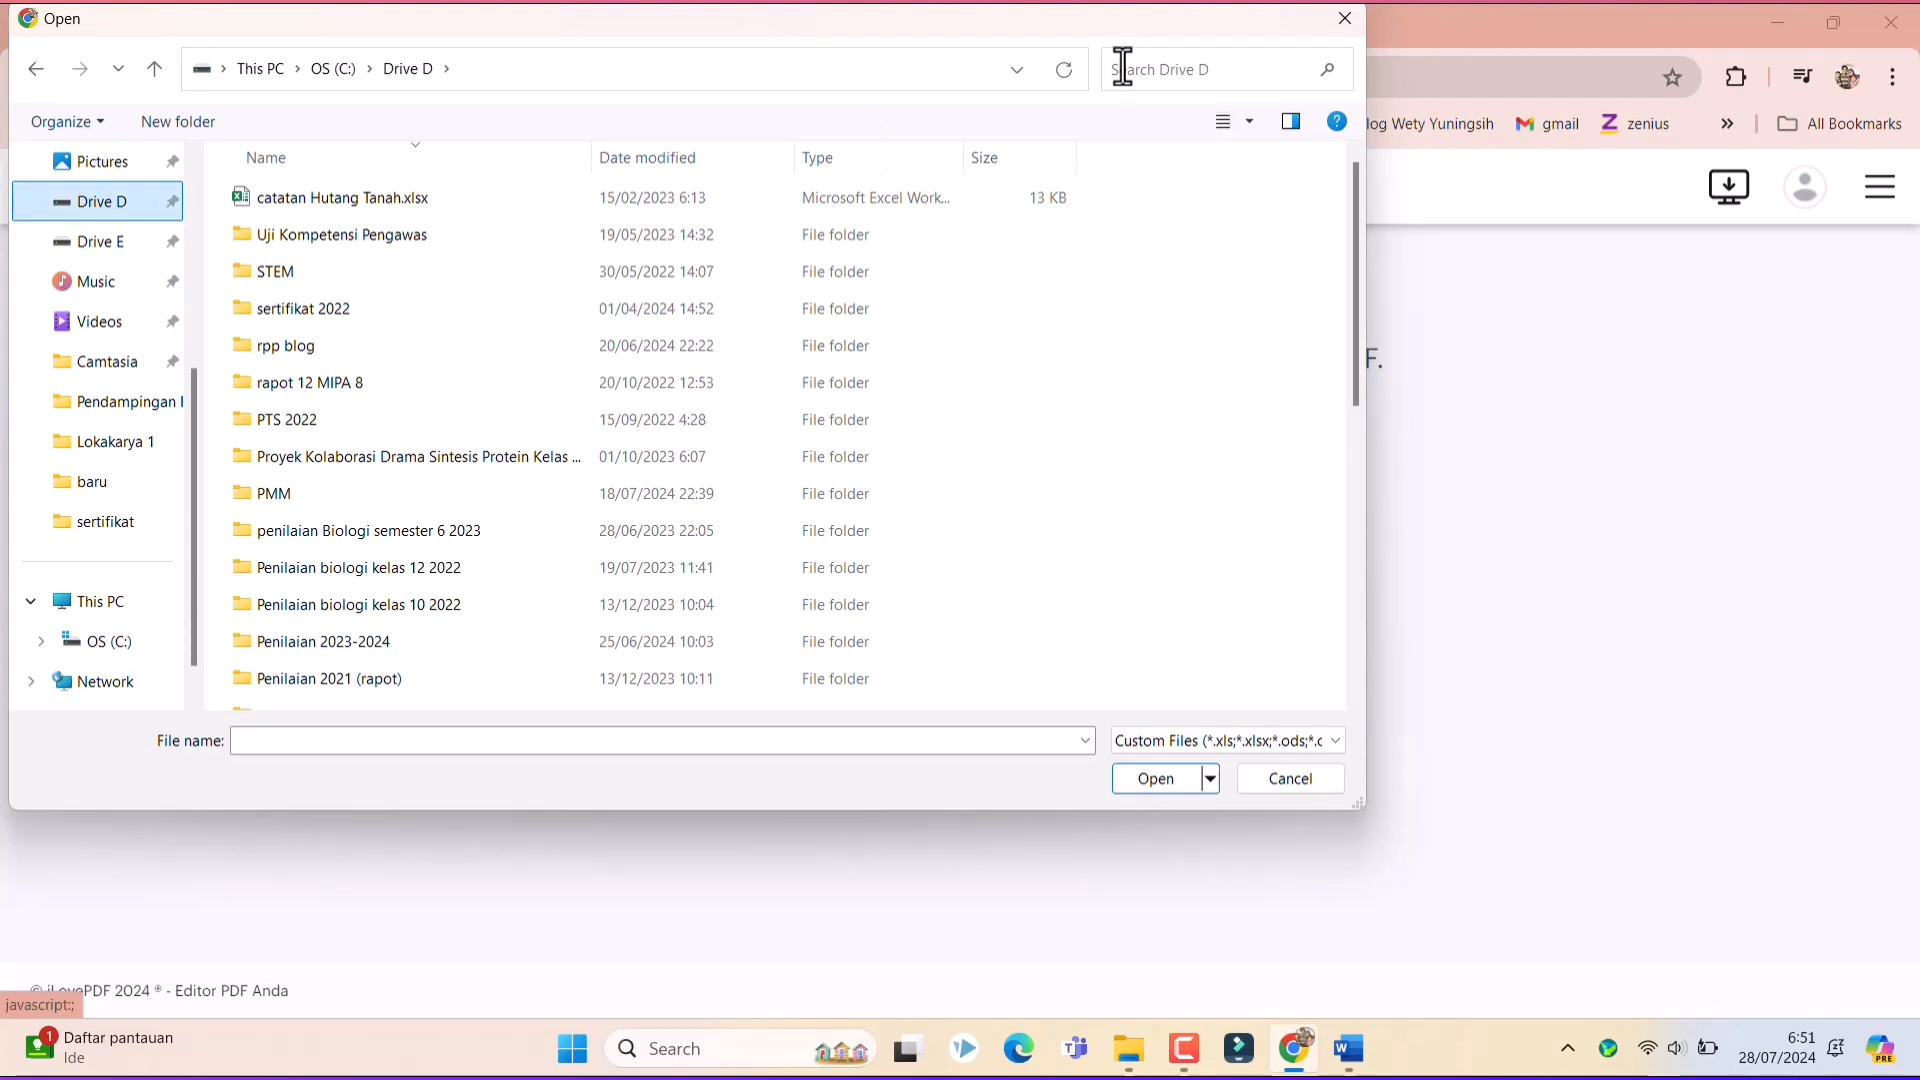 Open
This PC > OS (C:) > Drive D >
arch Drive D
Organize
New folder
log Wety Yuningsih
gmail
zenius
»
All Bookmarks
Pictures
Drive D
Drive E
Music
Videos
Camtasia
Pendampingan I
Lokakarya 1
baru
sertifikat
This PC
OS (C:)
Network
Name Date modified Type Size
catatan Hutang Tanah.xlsx 15/02/2023 6:13 Microsoft Excel Work... 13 KB
Uji Kompetensi Pengawas 19/05/2023 14:32 File folder
STEM 30/05/2022 14:07 File folder
sertifikat 2022 01/04/2024 14:52 File folder
rpp blog 20/06/2024 22:22 File folder
rapot 12 MIPA 8 20/10/2022 12:53 File folder
PTS 2022 15/09/2022 4:28 File folder
Proyek Kolaborasi Drama Sintesis Protein Kelas ... 01/10/2023 6:07 File folder
PMM 18/07/2024 22:39 File folder
penilaian Biologi semester 6 2023 28/06/2023 22:05 File folder
Penilaian biologi kelas 12 2022 19/07/2023 11:41 File folder
Penilaian biologi kelas 10 2022 13/12/2023 10:04 File folder
Penilaian 2023-2024 25/06/2024 10:03 File folder
Penilaian 2021 (rapot) 13/12/2023 10:11 File folder
F.
File name:
Custom Files (*.xls;*.xlsx;*.ods;*.c
Open
Cancel
© iLovePDF 2024 ® - Editor PDF Anda
javascript:;
1
Daftar pantauan
Ide
Search
6:51
28/07/2024
PRE